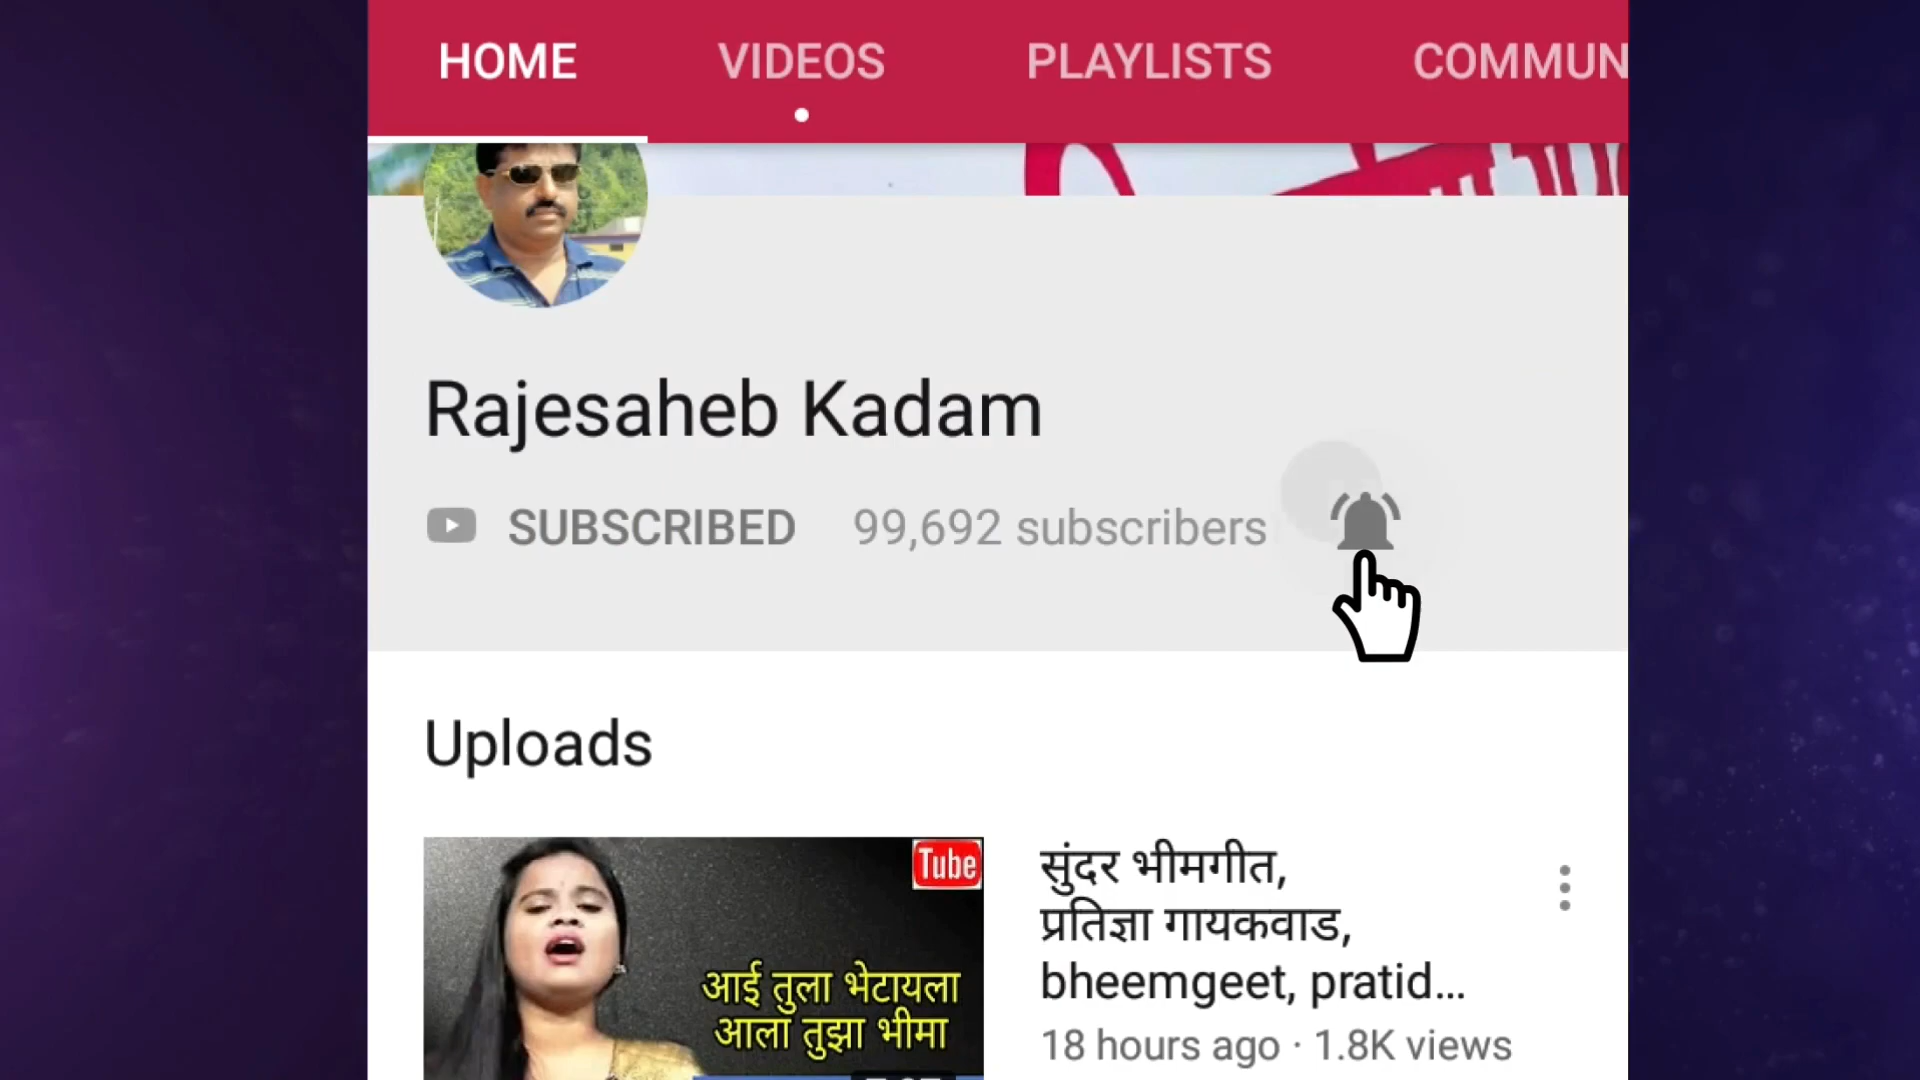 HOME VIDEOS PLAYLISTS COMMUN
Rajesaheb Kadam
SUBSCRIBED 99,692 subscribers
Uploads
Tube
आई तुला भेटायला
आला तुझा भीमा
सुंदर भीमगीत,
प्रतिज्ञा गायकवाड,
bheemgeet, pratid...
18 hours ago · 1.8K views